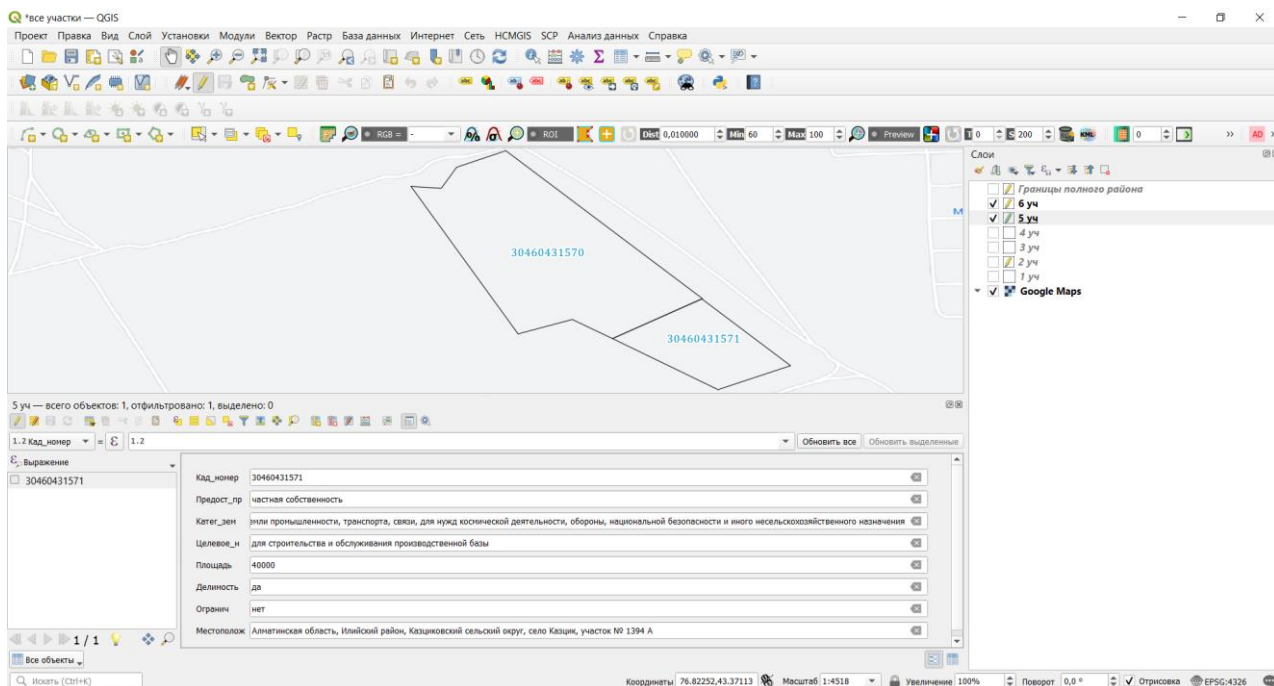 *все участки — QGIS
Проект Правка Вид Слой Установки Модули Вектор Растр База данных Интернет Сеть HCMGIS SCP Анализ данных Справка
RGB = - ROI Dist 0,010000 Min 60 Max 100 Preview T 0 S 200 0 » AD
Слои
Границы полного района
6 уч
5 уч
4 уч
3 уч
2 уч
1 уч
Google Maps
М
30460431570
30460431571
5 уч — всего объектов: 1, отфильтровано: 1, выделено: 0
1.2 Кад_номер = ε 1.2 Обновить все Обновить выделенные
Выражение
30460431571
Кад_номер 30460431571
Предост_пр частная собственность
Катег_зем емли промышленности, транспорта, связи, для нужд космической деятельности, обороны, национальной безопасности и иного несельскохозяйственного назначения
Целевое_н для строительства и обслуживания производственной базы
Площадь 40000
Делимость да
Огранич нет
Местополож Алматинская область, Илийский район, Казциковский сельский округ, село Казцик, участок № 1394 А
1 / 1
Все объекты
Искать (Ctrl+K) Координаты 76.82252,43.37113 Масштаб 1:4518 Увеличение 100% Поворот 0,0 ° Отрисовка EPSG:4326